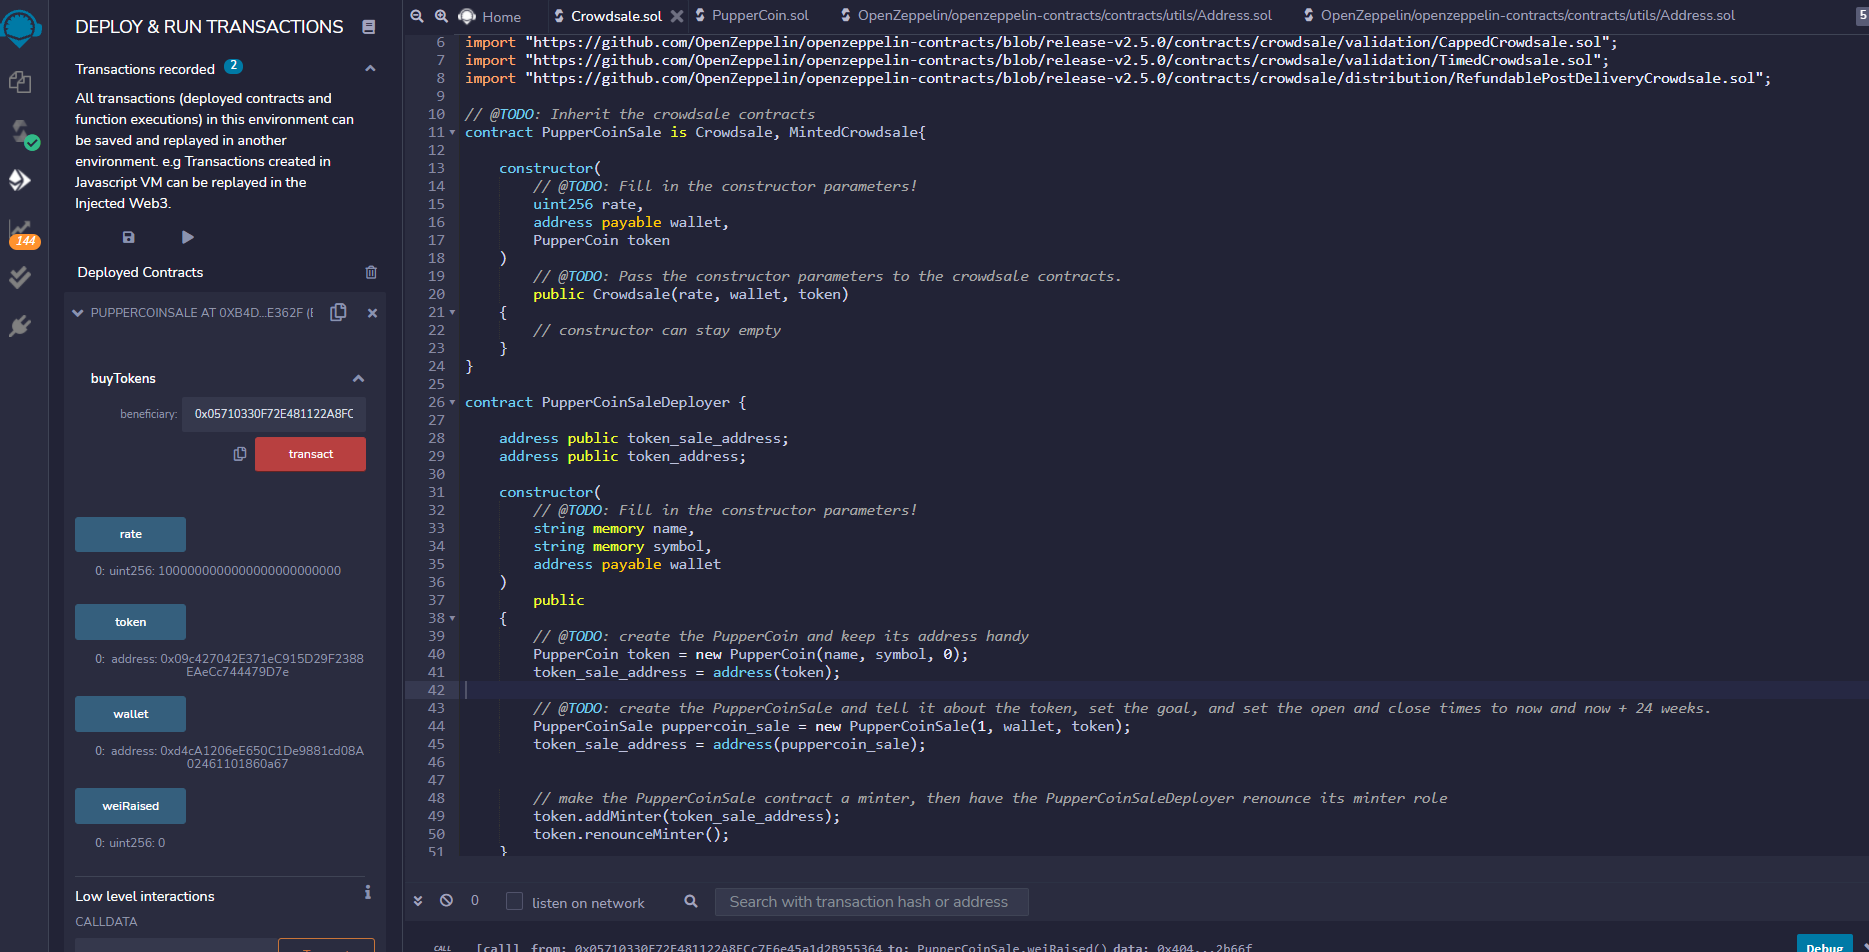 DEPLOY & RUN TRANSACTIONS
Transactions recorded 2
All transactions (deployed contracts and
function executions) in this environment can
be saved and replayed in another
environment. e.g Transactions created in
Javascript VM can be replayed in the
Injected Web3.
144
Deployed Contracts
PUPPERCOINSALE AT 0XB4D...E362F (
buyTokens
beneficiary: 0x05710330F72E481122A8FC
transact
rate
0: uint256: 
token
0: address: 0x09c427042E371eC915D29F2388
EAeCc744479D7e
wallet
0: address: 0xd4cA1206eE650C1De9881cd08A
02461101860a67
weiRaised
0: uint256: 0
Low level interactions
CALLDATA
Home
Crowdsale.sol
PupperCoin.sol
OpenZeppelin/openzeppelin-contracts/contracts/utils/Address.sol
OpenZeppelin/openzeppelin-contracts/contracts/utils/Address.sol
5
6 import "https://github.com/OpenZeppelin/openzeppelin-contracts/blob/release-v2.5.0/contracts/crowdsale/validation/CappedCrowdsale.sol";
7 import "https://github.com/OpenZeppelin/openzeppelin-contracts/blob/release-v2.5.0/contracts/crowdsale/validation/TimedCrowdsale.sol";
8 import "https://github.com/OpenZeppelin/openzeppelin-contracts/blob/release-v2.5.0/contracts/crowdsale/distribution/RefundablePostDeliveryCrowdsale.sol";
9
10 // @TODO: Inherit the crowdsale contracts
11 contract PupperCoinSale is Crowdsale, MintedCrowdsale{
12
13 constructor(
14 // @TODO: Fill in the constructor parameters!
15 uint256 rate,
16 address payable wallet,
17 PupperCoin token
18 )
19 // @TODO: Pass the constructor parameters to the crowdsale contracts.
20 public Crowdsale(rate, wallet, token)
21 {
22 // constructor can stay empty
23 }
24 }
25
26 contract PupperCoinSaleDeployer {
27
28 address public token_sale_address;
29 address public token_address;
30
31 constructor(
32 // @TODO: Fill in the constructor parameters!
33 string memory name,
34 string memory symbol,
35 address payable wallet
36 )
37 public
38 {
39 // @TODO: create the PupperCoin and keep its address handy
40 PupperCoin token = new PupperCoin(name, symbol, 0);
41 token_sale_address = address(token);
42
43 // @TODO: create the PupperCoinSale and tell it about the token, set the goal, and set the open and close times to now and now + 24 weeks.
44 PupperCoinSale puppercoin_sale = new PupperCoinSale(1, wallet, token);
45 token_sale_address = address(puppercoin_sale);
46
47
48 // make the PupperCoinSale contract a minter, then have the PupperCoinSaleDeployer renounce its minter role
49 token.addMinter(token_sale_address);
50 token.renounceMinter();
51 }
0
listen on network
Search with transaction hash or address
CALL [call] from: 0x05710330F72E481122A8FCc7F6e45a1d2B955364 to: PupperCoinSale.weiRaised() data: 0x404...2b66f
Debug